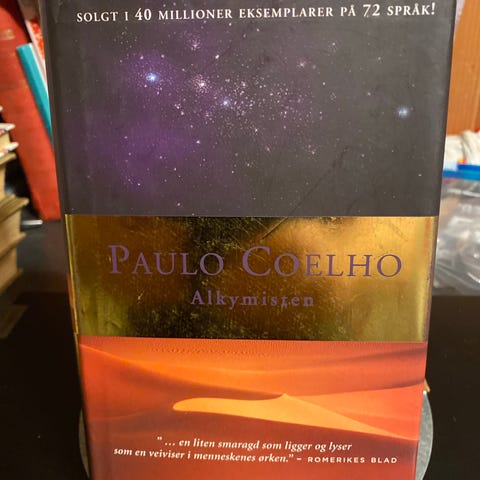 SOLGT I 40 MILLIONER EKSEMPLARER PÅ 72 SPRÅK!
PAULO COELHO
Alkymisten
" ... en liten smaragd som ligger og lyser
som en veiviser i menneskenes ørken." – ROMERIKES BLAD